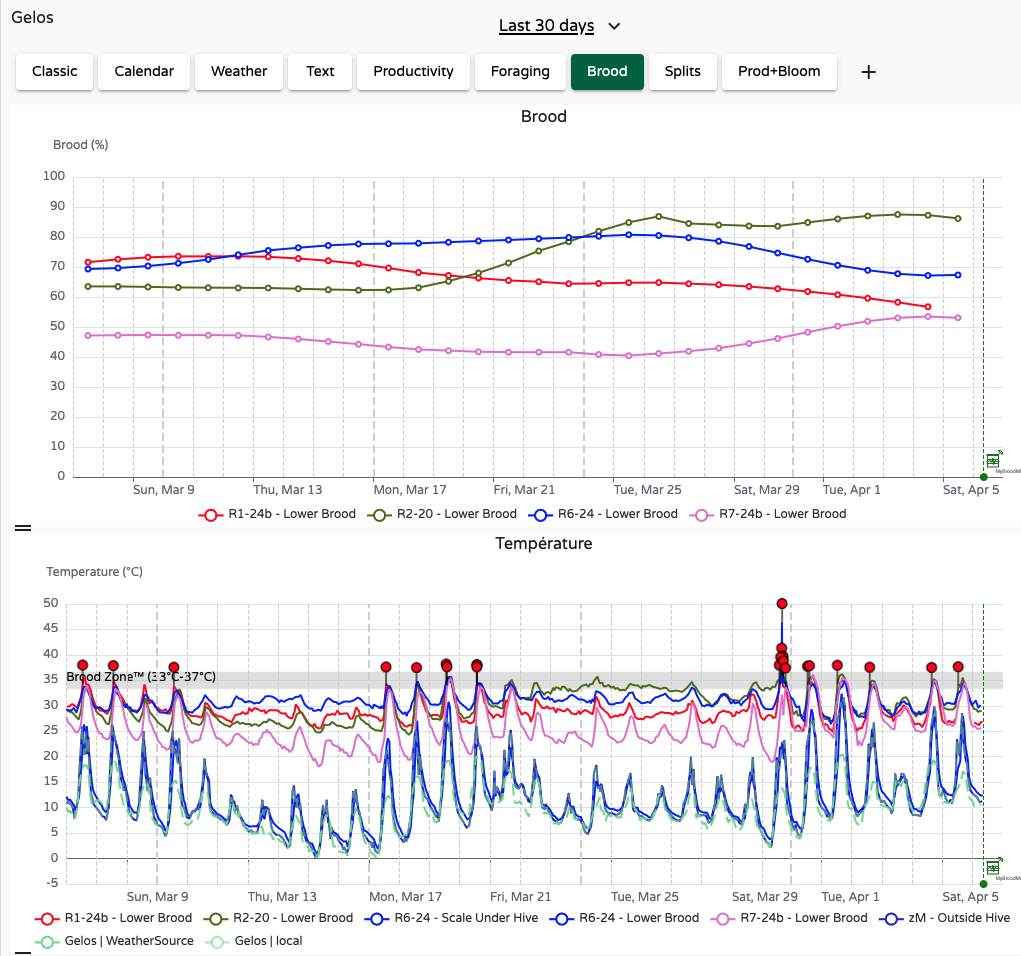 Gelos
Last 30 days
Classic Calendar Weather Text Productivity Foraging Brood Splits Prod+Bloom +
Brood
Brood (%)
100
90
80
70
60
50
40
30
20
10
0
Sun, Mar 9 Thu, Mar 13 Mon, Mar 17 Fri, Mar 21 Tue, Mar 25 Sat, Mar 29 Tue, Apr 1 Sat, Apr 5
R1-24b - Lower Brood R2-20 - Lower Brood R6-24 - Lower Brood R7-24b - Lower Brood
Température
Temperature (°C)
50
45
40
35
Brood Zone™ (33°C-37°C)
30
25
20
15
10
5
0
-5
Sun, Mar 9 Thu, Mar 13 Mon, Mar 17 Fri, Mar 21 Tue, Mar 25 Sat, Mar 29 Tue, Apr 1 Sat, Apr 5
R1-24b - Lower Brood R2-20 - Lower Brood R6-24 - Scale Under Hive R6-24 - Lower Brood R7-24b - Lower Brood zM - Outside Hive
Gelos | WeatherSource Gelos | local